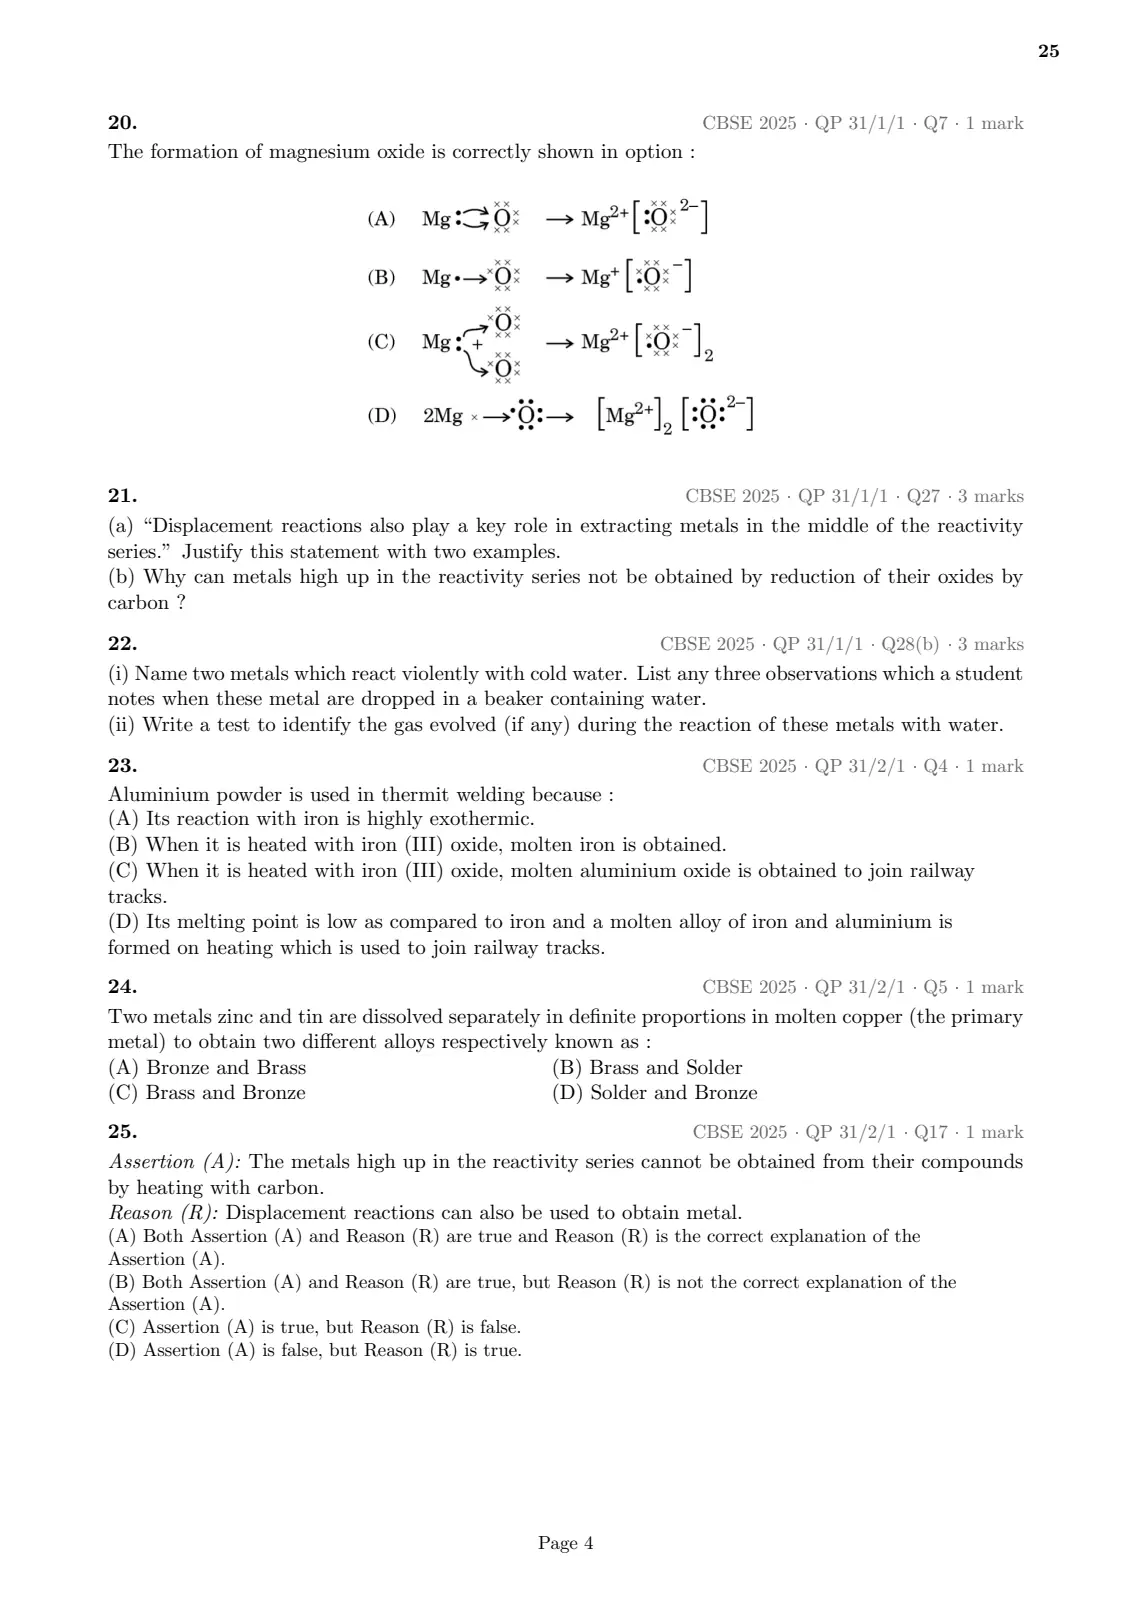 25
20. CBSE 2025 · QP 31/1/1 · Q7 · 1 mark
The formation of magnesium oxide is correctly shown in option :
(A) Mg : O → Mg2+ [ :O 2– ]
(B) Mg • → O → Mg+ [ •O – ]
(C) Mg : + O O → Mg2+ [ •O – ]2
(D) 2Mg × → O → [Mg2+]2 [ :O: 2– ]
21. CBSE 2025 · QP 31/1/1 · Q27 · 3 marks
(a) “Displacement reactions also play a key role in extracting metals in the middle of the reactivity
series.” Justify this statement with two examples.
(b) Why can metals high up in the reactivity series not be obtained by reduction of their oxides by
carbon ?
22. CBSE 2025 · QP 31/1/1 · Q28(b) · 3 marks
(i) Name two metals which react violently with cold water. List any three observations which a student
notes when these metal are dropped in a beaker containing water.
(ii) Write a test to identify the gas evolved (if any) during the reaction of these metals with water.
23. CBSE 2025 · QP 31/2/1 · Q4 · 1 mark
Aluminium powder is used in thermit welding because :
(A) Its reaction with iron is highly exothermic.
(B) When it is heated with iron (III) oxide, molten iron is obtained.
(C) When it is heated with iron (III) oxide, molten aluminium oxide is obtained to join railway
tracks.
(D) Its melting point is low as compared to iron and a molten alloy of iron and aluminium is
formed on heating which is used to join railway tracks.
24. CBSE 2025 · QP 31/2/1 · Q5 · 1 mark
Two metals zinc and tin are dissolved separately in definite proportions in molten copper (the primary
metal) to obtain two different alloys respectively known as :
(A) Bronze and Brass (B) Brass and Solder
(C) Brass and Bronze (D) Solder and Bronze
25. CBSE 2025 · QP 31/2/1 · Q17 · 1 mark
Assertion (A): The metals high up in the reactivity series cannot be obtained from their compounds
by heating with carbon.
Reason (R): Displacement reactions can also be used to obtain metal.
(A) Both Assertion (A) and Reason (R) are true and Reason (R) is the correct explanation of the
Assertion (A).
(B) Both Assertion (A) and Reason (R) are true, but Reason (R) is not the correct explanation of the
Assertion (A).
(C) Assertion (A) is true, but Reason (R) is false.
(D) Assertion (A) is false, but Reason (R) is true.
Page 4